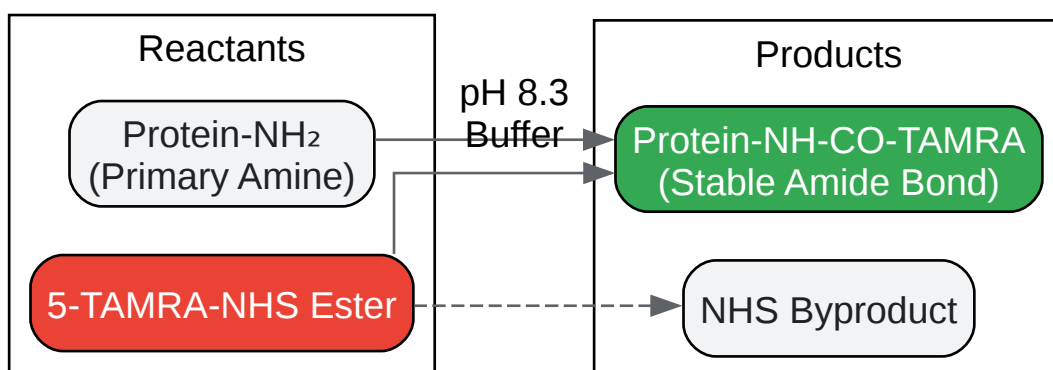 Reactants
Protein-NH₂
(Primary Amine)
5-TAMRA-NHS Ester
pH 8.3
Buffer
Products
Protein-NH-CO-TAMRA
(Stable Amide Bond)
NHS Byproduct